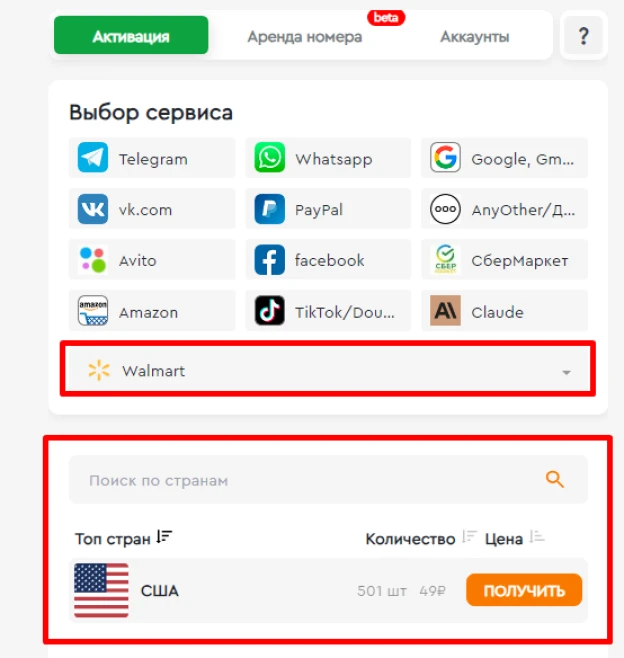 Активация Аренда номера beta Аккаунты ?
Выбор сервиса
Telegram Whatsapp Google, Gm...
vk.com PayPal AnyOther/Д...
Avito facebook СБЕР СберМаркет
amazon Amazon TikTok/Dou... Claude
Walmart
Поиск по странам
Топ стран Количество Цена
США 501 шт 49₽ ПОЛУЧИТЬ